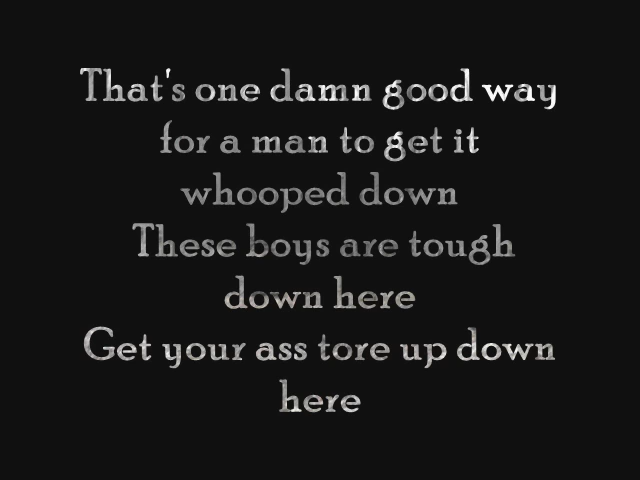 That's one damn good way
for a man to get it
whooped down
These boys are tough
down here
Get your ass tore up down
here